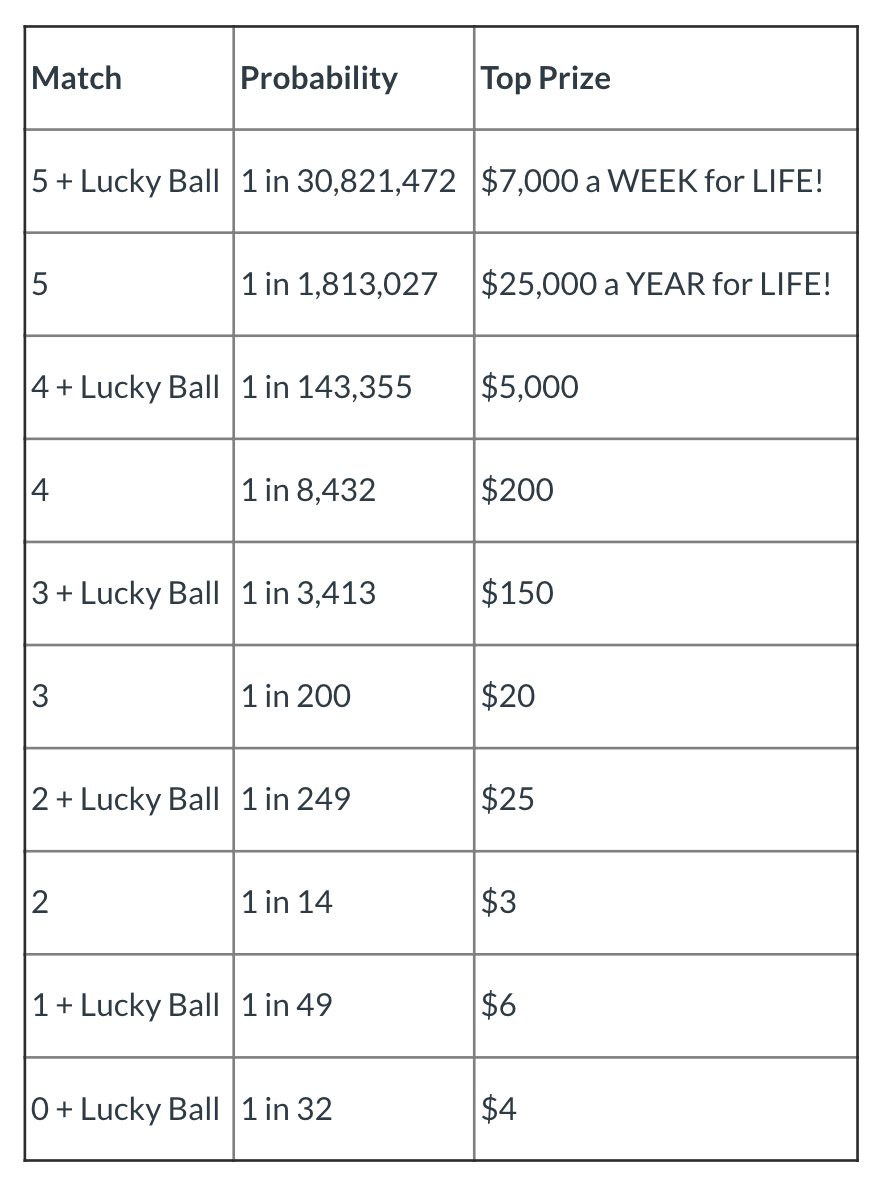 Match Probability Top Prize
5 + Lucky Ball 1 in 30,821,472 $7,000 a WEEK for LIFE!
5 1 in 1,813,027 $25,000 a YEAR for LIFE!
4 + Lucky Ball 1 in 143,355 $5,000
4 1 in 8,432 $200
3 + Lucky Ball 1 in 3,413 $150
3 1 in 200 $20
2 + Lucky Ball 1 in 249 $25
2 1 in 14 $3
1 + Lucky Ball 1 in 49 $6
0 + Lucky Ball 1 in 32 $4